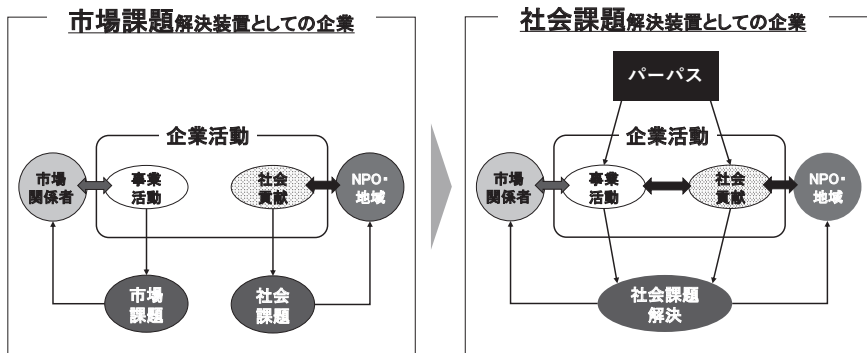 市場課題解決装置としての企業
企業活動
市場
関係者
事業
活動
社会
貢献
NPO・
地域
市場
課題
社会
課題
社会課題解決装置としての企業
パーパス
企業活動
市場
関係者
事業
活動
社会
貢献
NPO・
地域
社会課題
解決